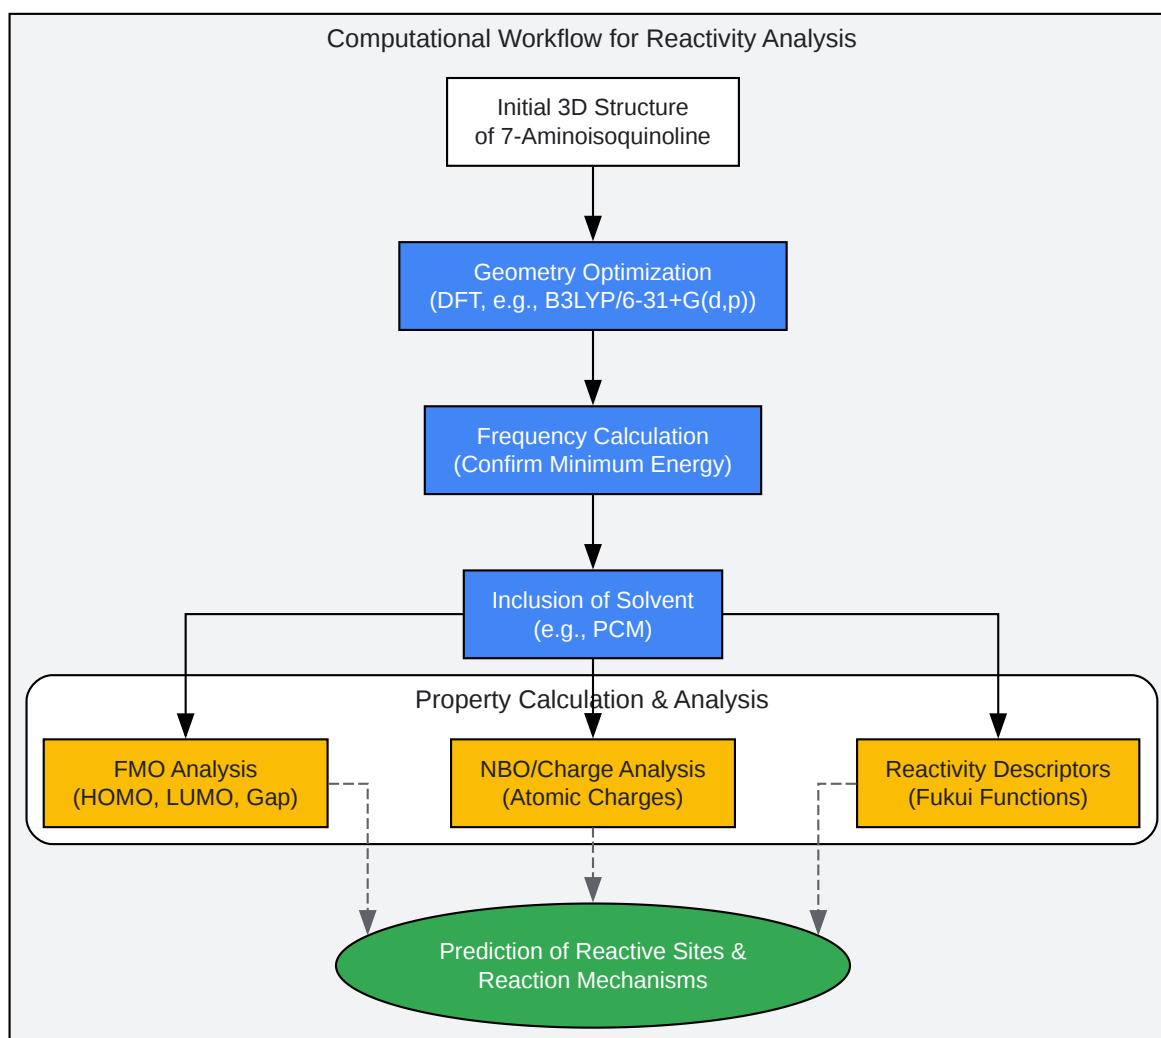 Computational Workflow for Reactivity Analysis
Initial 3D Structure
of 7-Aminoisoquinoline
Geometry Optimization
(DFT, e.g., B3LYP/6-31+G(d,p))
Frequency Calculation
(Confirm Minimum Energy)
Inclusion of Solvent
(e.g., PCM)
Property Calculation & Analysis
FMO Analysis
(HOMO, LUMO, Gap)
NBO/Charge Analysis
(Atomic Charges)
Reactivity Descriptors
(Fukui Functions)
Prediction of Reactive Sites &
Reaction Mechanisms